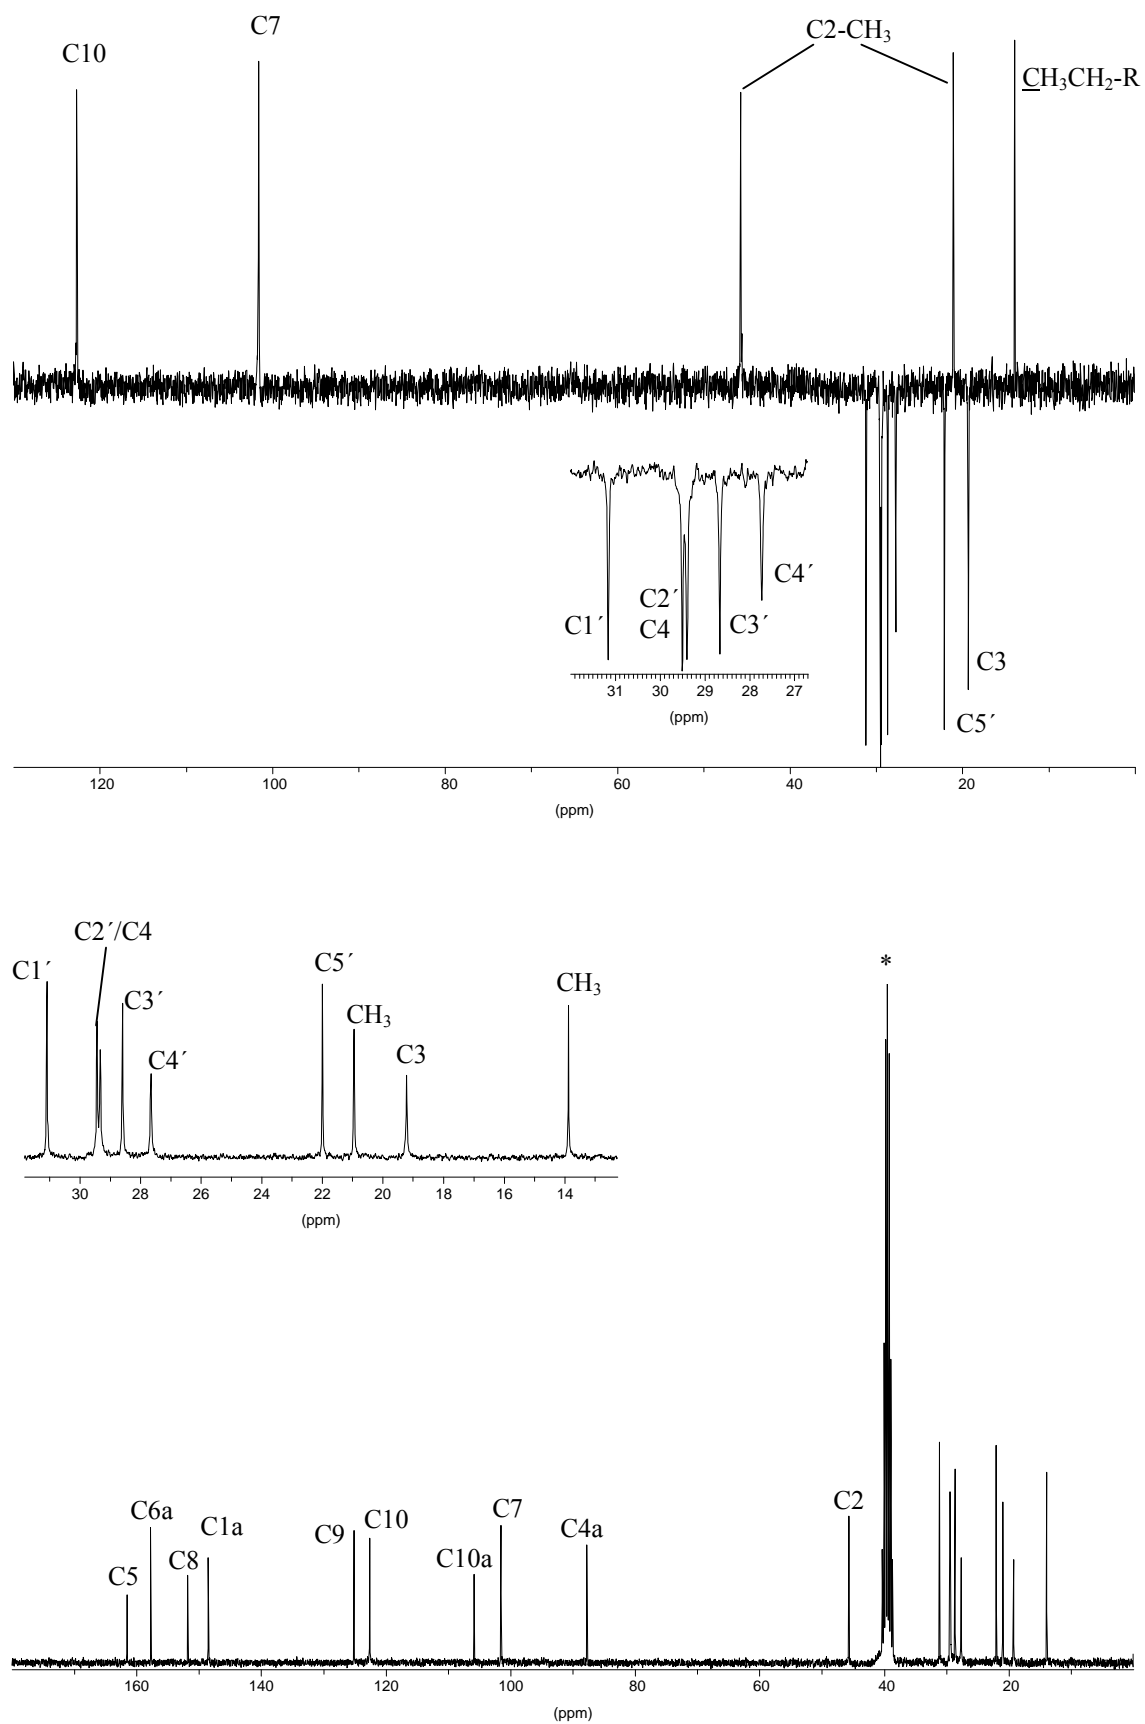 C7
C2-CH₃
C10
CH₃CH₂-R
C4´
C2´
C1´ C4 C3´
C3
31 30 29 28 27
(ppm)
C5´
120 100 80 60 40 20
(ppm)
C2´/C4
C1´ C5´ *
C3´ CH₃ CH₃
C4´ C3
30 28 26 24 22 20 18 16 14
(ppm)
C6a C7 C2
C1a C9 C10 C4a
C5 C8 C10a
160 140 120 100 80 60 40 20
(ppm)